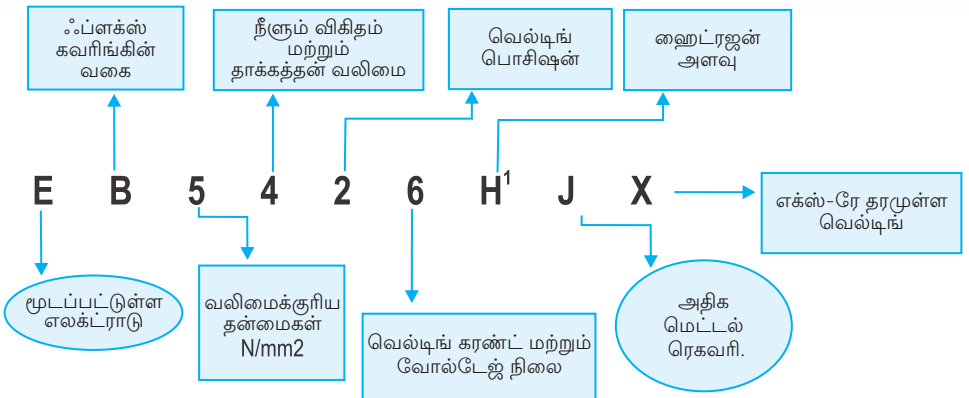 ஃப்ளக்ஸ்
கவரிங்கின்
வகை
நீளும் விகிதம்
மற்றும்
தாக்கத்தன் வலிமை
வெல்டிங்
பொசிஷன்
ஹைட்ரஜன்
அளவு
E B 5 4 2 6 H¹ J X
எக்ஸ்-ரே தரமுள்ள
வெல்டிங்
மூடப்பட்டுள்ள
எலக்ட்ராடு
வலிமைக்குரிய
தன்மைகள்
N/mm2
வெல்டிங் கரண்ட் மற்றும்
வோல்டேஜ் நிலை
அதிக
மெட்டல்
ரெகவரி.